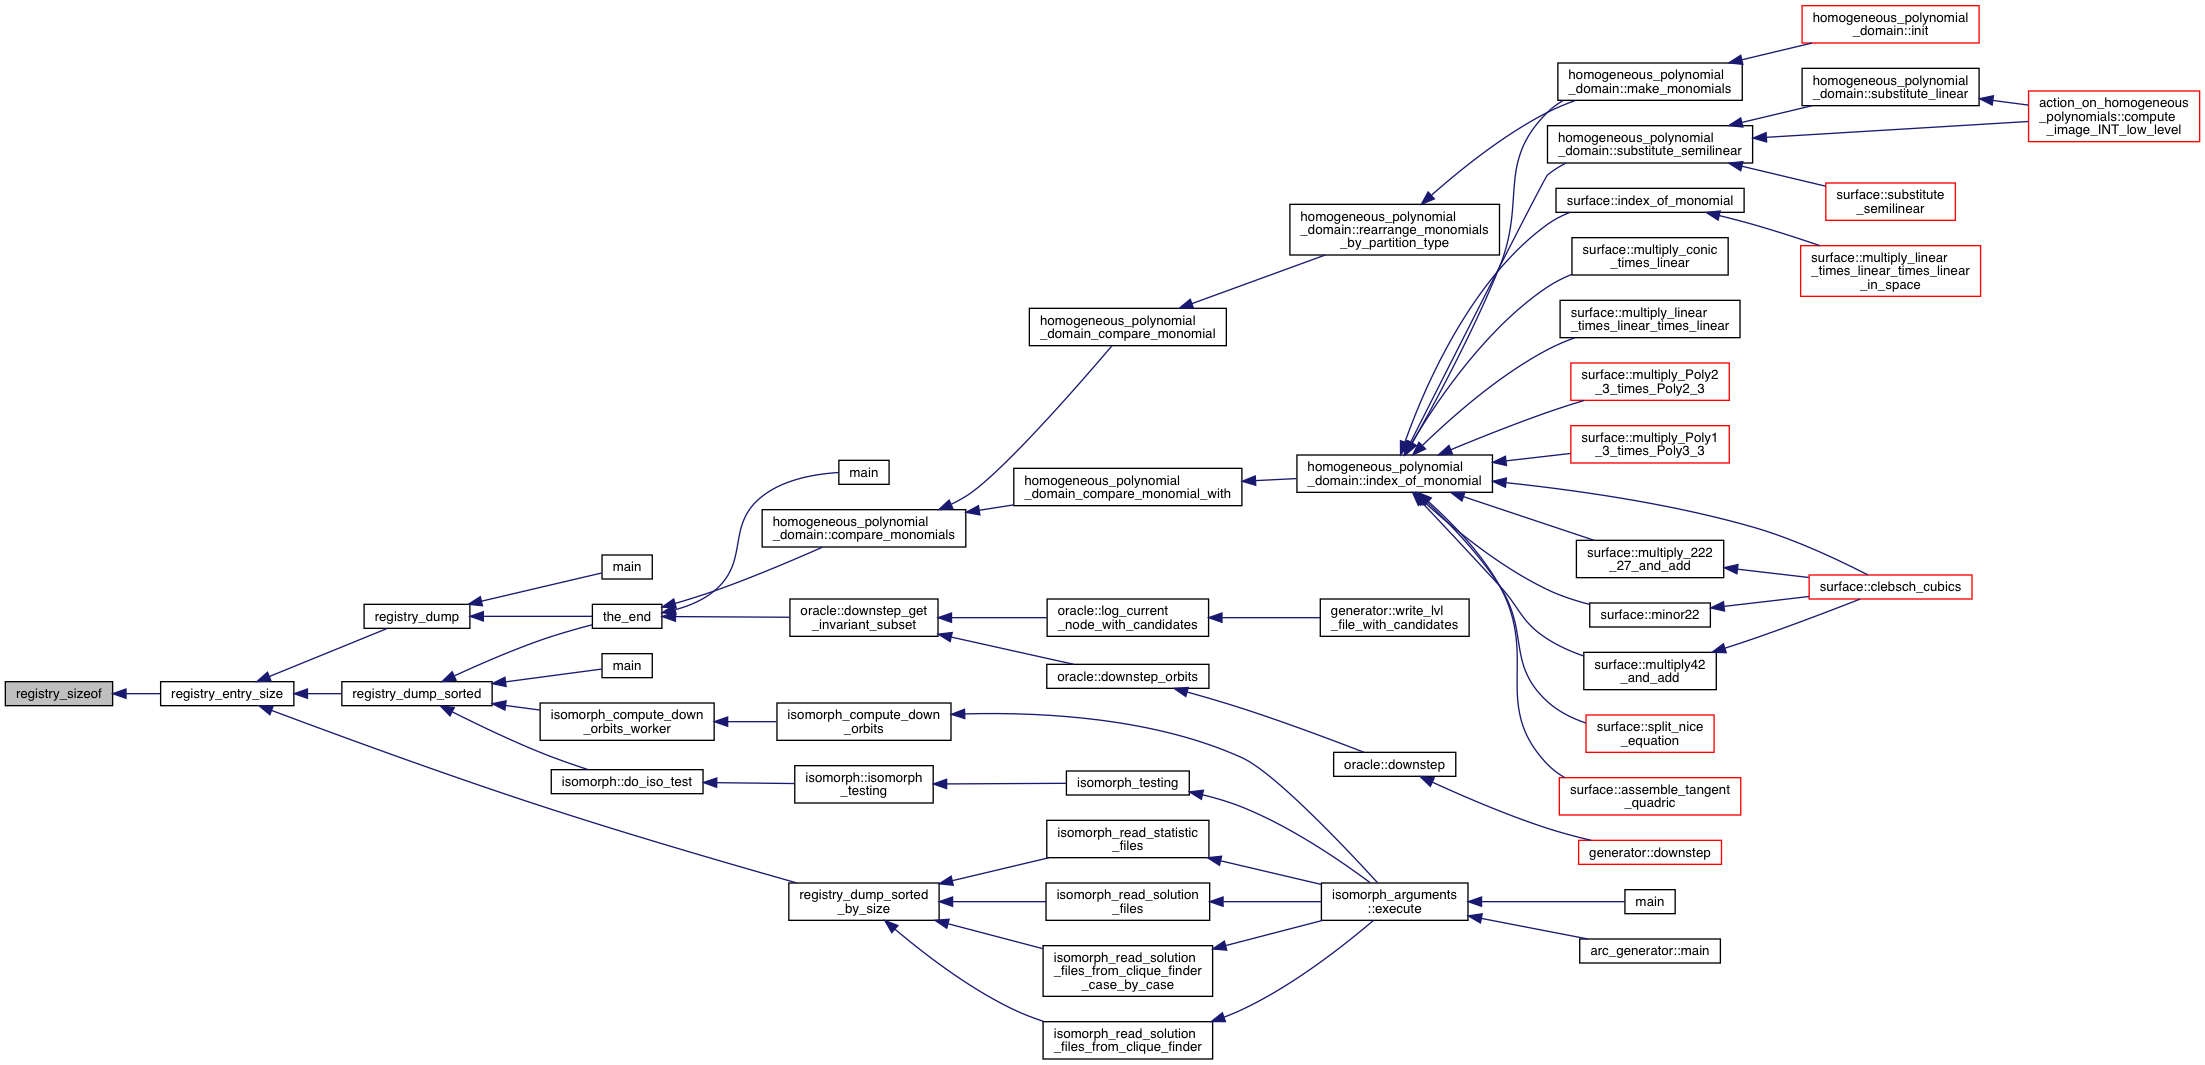 homogeneous_polynomial
_domain::init
homogeneous_polynomial
_domain::make_monomials
homogeneous_polynomial
_domain::substitute_linear
action_on_homogeneous
_polynomials::compute
_image_INT_low_level
homogeneous_polynomial
_domain::substitute_semilinear
surface::substitute
_semilinear
surface::index_of_monomial
homogeneous_polynomial
_domain::rearrange_monomials
_by_partition_type
surface::multiply_conic
_times_linear
surface::multiply_linear
_times_linear_times_linear
_in_space
homogeneous_polynomial
_domain_compare_monomial
surface::multiply_linear
_times_linear_times_linear
surface::multiply_Poly2
_3_times_Poly2_3
surface::multiply_Poly1
_3_times_Poly3_3
main
homogeneous_polynomial
_domain_compare_monomial_with
homogeneous_polynomial
_domain::index_of_monomial
homogeneous_polynomial
_domain::compare_monomials
main
surface::multiply_222
_27_and_add
surface::clebsch_cubics
registry_dump
the_end
oracle::downstep_get
_invariant_subset
oracle::log_current
_node_with_candidates
generator::write_lvl
_file_with_candidates
surface::minor22
main
oracle::downstep_orbits
surface::multiply42
_and_add
registry_sizeof
registry_entry_size
registry_dump_sorted
isomorph_compute_down
_orbits_worker
isomorph_compute_down
_orbits
surface::split_nice
_equation
oracle::downstep
isomorph::do_iso_test
isomorph::isomorph
_testing
isomorph_testing
surface::assemble_tangent
_quadric
isomorph_read_statistic
_files
generator::downstep
registry_dump_sorted
_by_size
isomorph_read_solution
_files
isomorph_arguments
::execute
main
arc_generator::main
isomorph_read_solution
_files_from_clique_finder
_case_by_case
isomorph_read_solution
_files_from_clique_finder